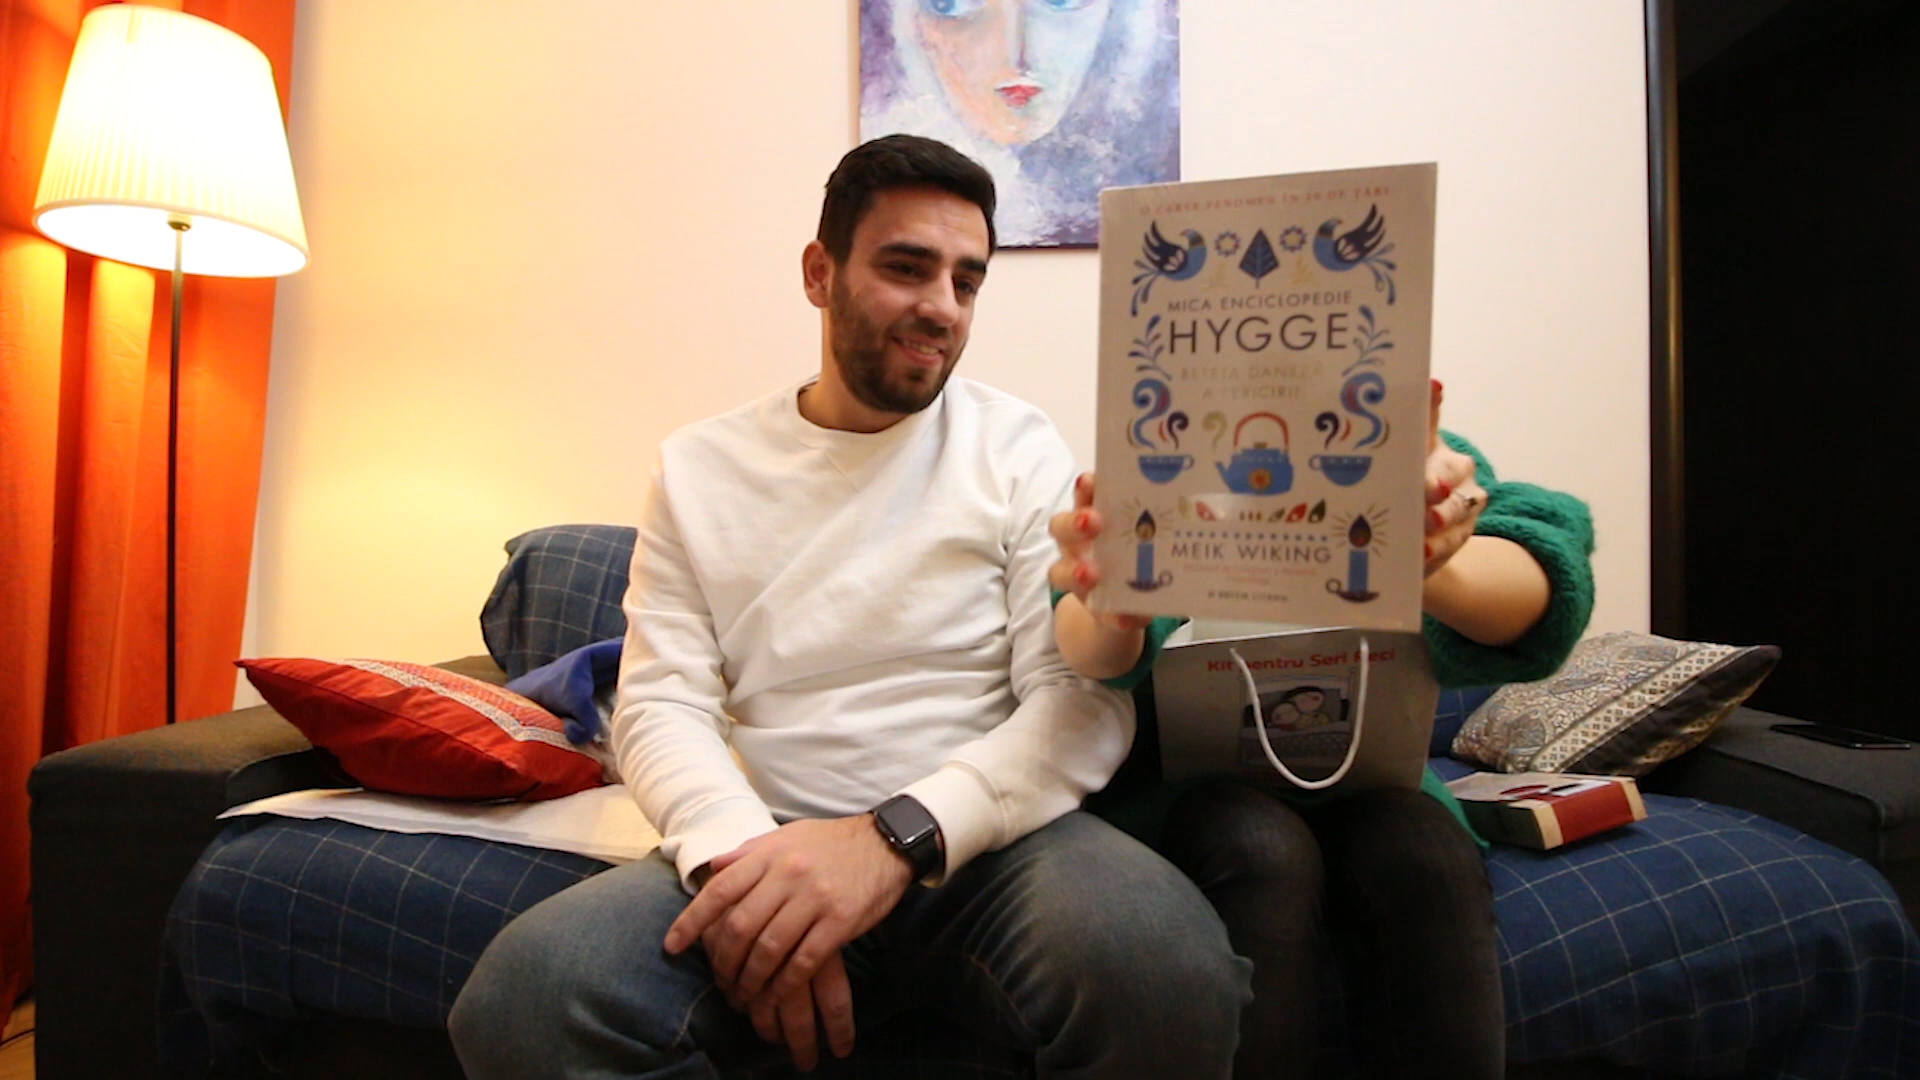 O CARTE-FENOMEN ÎN 30 DE ȚĂRI
MICA ENCICLOPEDIE
HYGGE
REȚETA DANEZĂ
A FERICIRII
MEIK WIKING
Kit pentru Seri Reci